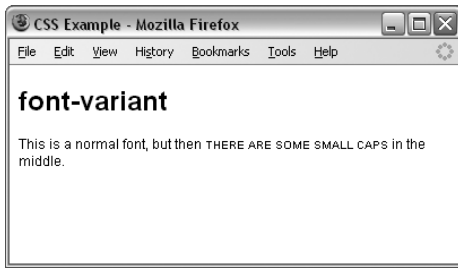 CSS Example - Mozilla Firefox
File Edit View History Bookmarks Tools Help
font-variant
This is a normal font, but then THERE ARE SOME SMALL CAPS in the
middle.